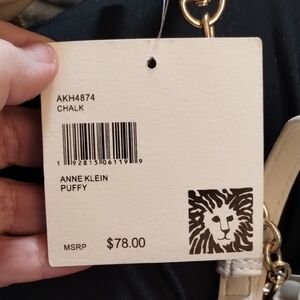 AKH4874
CHALK
1 92815 06119 9
ANNE KLEIN
PUFFY
MSRP $78.00